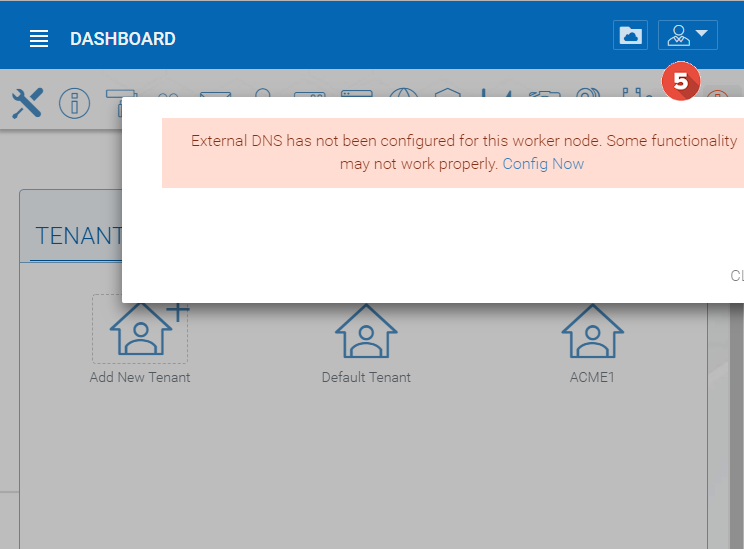 DASHBOARD
5
External DNS has not been configured for this worker node. Some functionality
may not work properly. Config Now
TENANT
CL
Add New Tenant
Default Tenant
ACME1